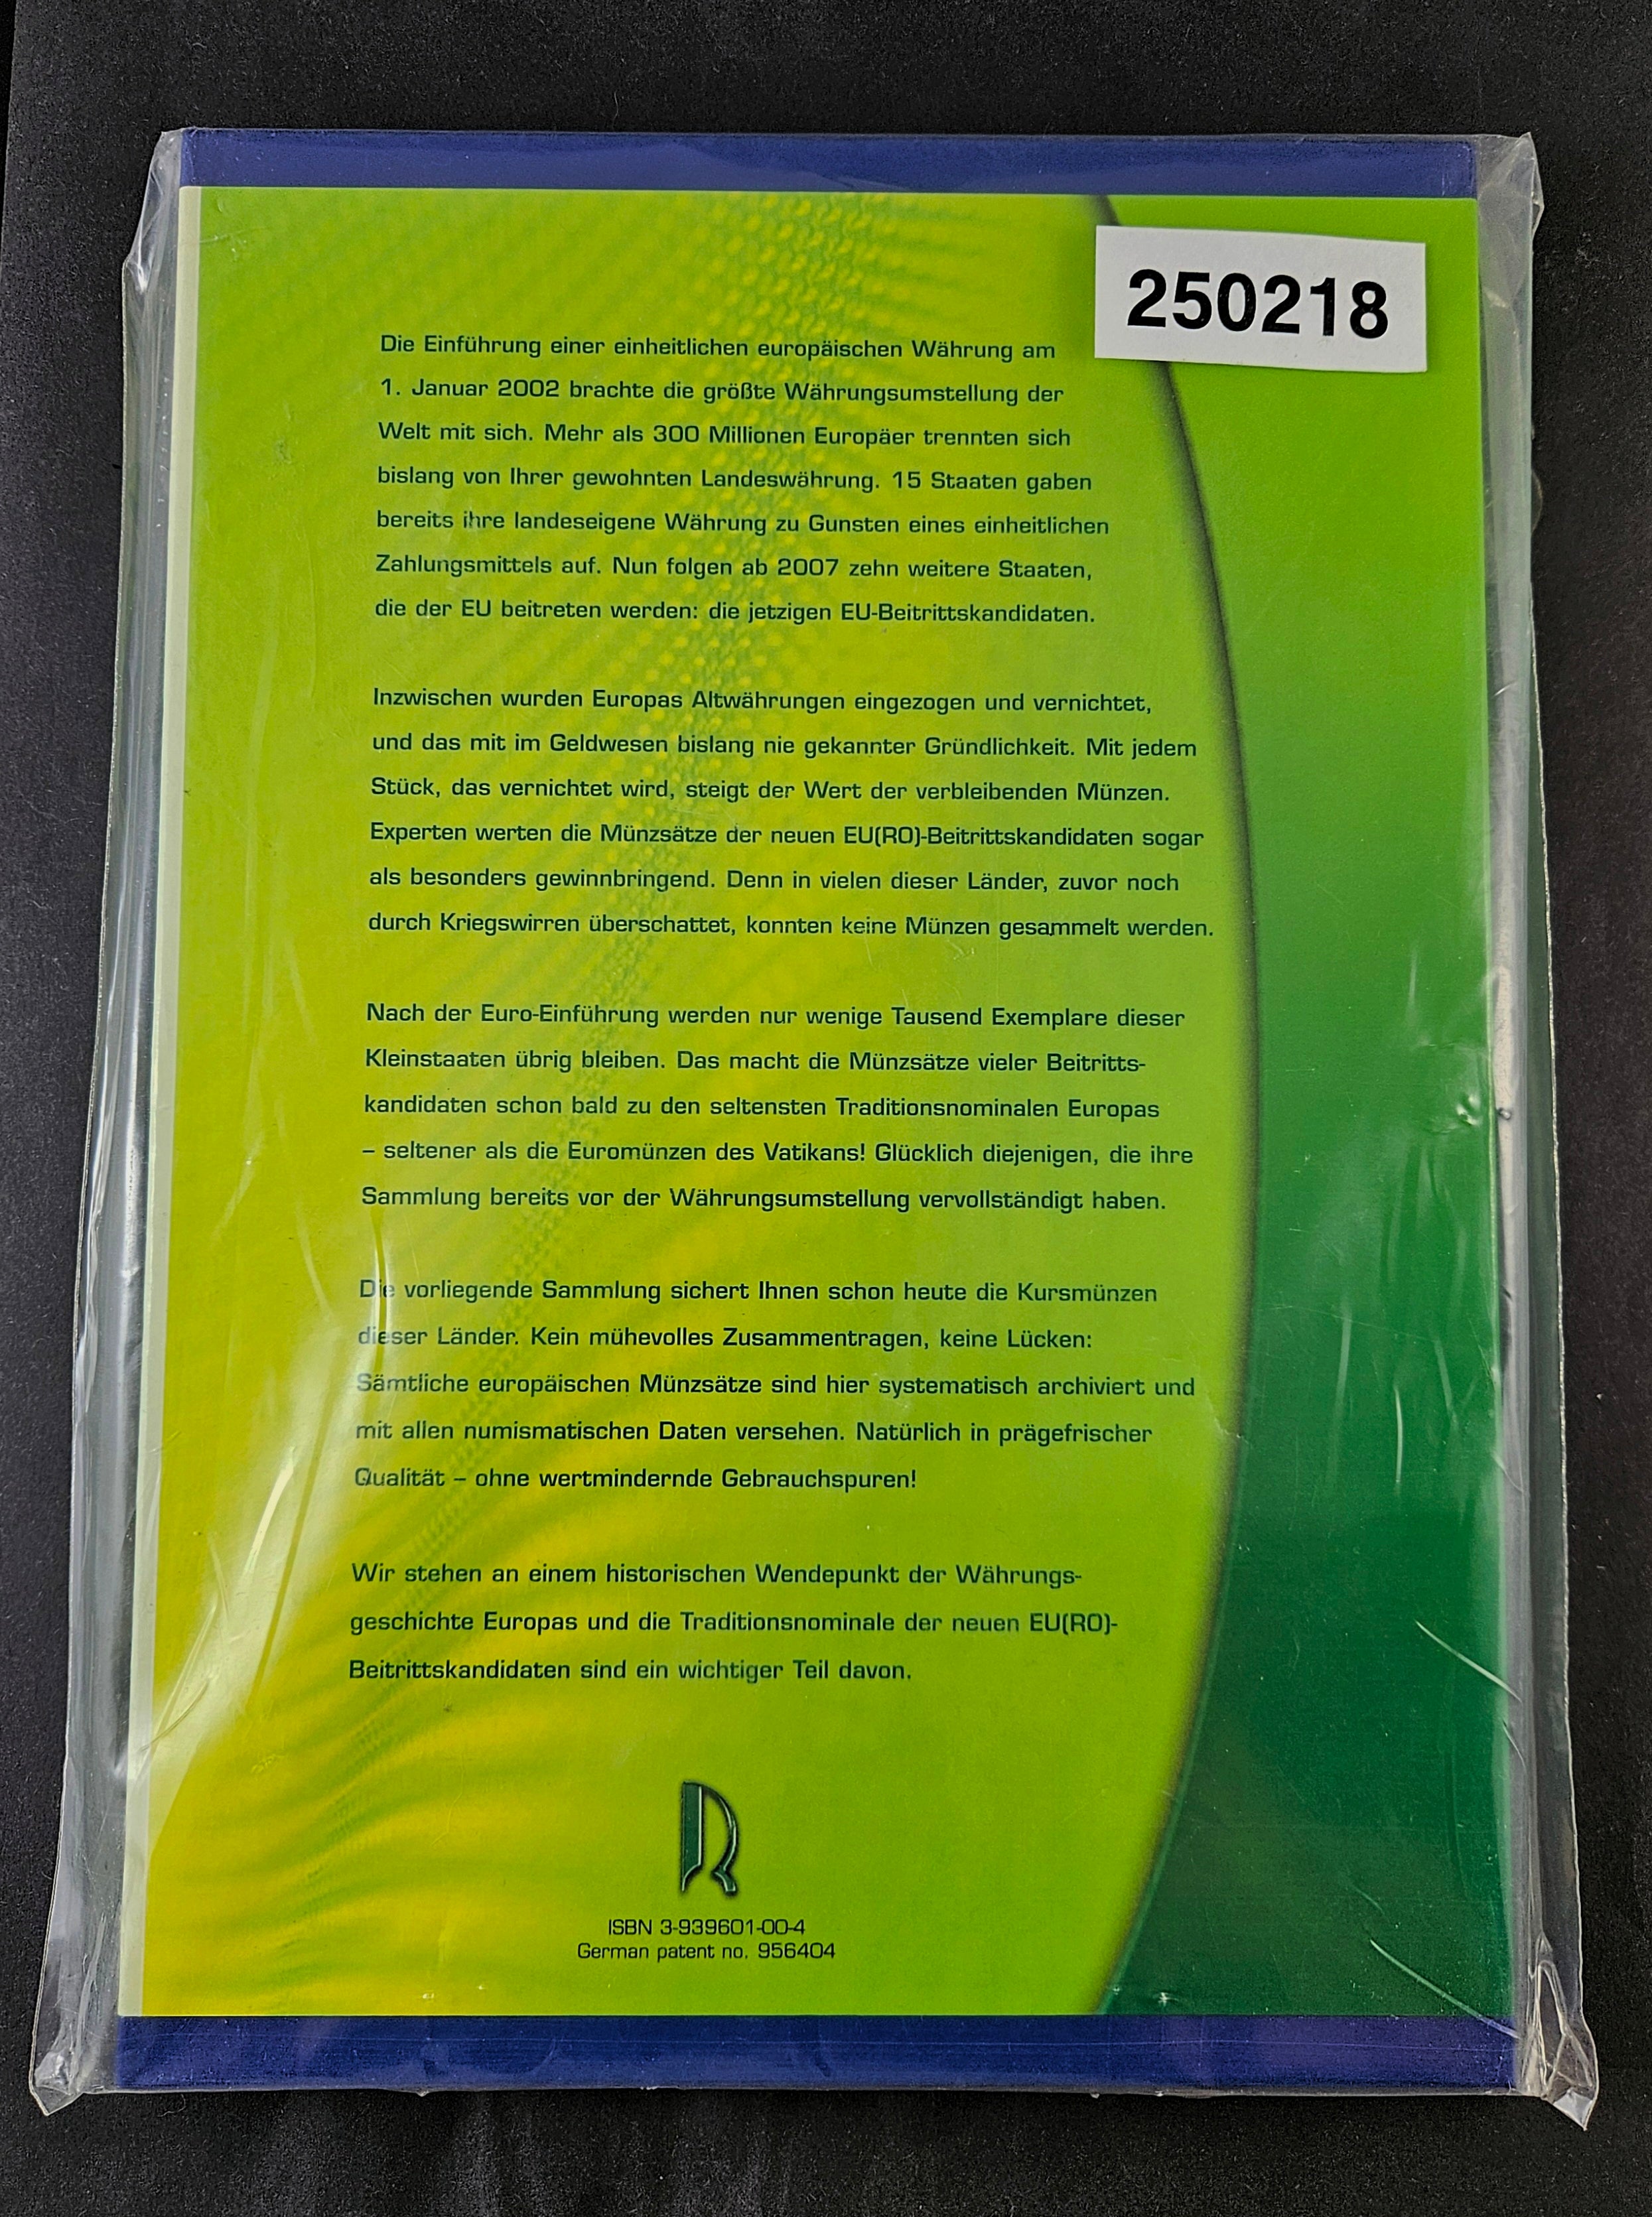 250218
Die Einführung einer einheitlichen europäischen Währung am
1. Januar 2002 brachte die größte Währungsumstellung der
Welt mit sich. Mehr als 300 Millionen Europäer trennten sich
bislang von Ihrer gewohnten Landeswährung. 15 Staaten gaben
bereits ihre landeseigene Währung zu Gunsten eines einheitlichen
Zahlungsmittels auf. Nun folgen ab 2007 zehn weitere Staaten,
die der EU beitreten werden: die jetzigen EU-Beitrittskandidaten.
Inzwischen wurden Europas Altwährungen eingezogen und vernichtet,
und das mit im Geldwesen bislang nie gekannter Gründlichkeit. Mit jedem
Stück, das vernichtet wird, steigt der Wert der verbleibenden Münzen.
Experten werten die Münzsätze der neuen EU(RO)-Beitrittskandidaten sogar
als besonders gewinnbringend. Denn in vielen dieser Länder, zuvor noch
durch Kriegswirren überschattet, konnten keine Münzen gesammelt werden.
Nach der Euro-Einführung werden nur wenige Tausend Exemplare dieser
Kleinstaaten übrig bleiben. Das macht die Münzsätze vieler Beitritts-
kandidaten schon bald zu den seltensten Traditionsnominalen Europas
– seltener als die Euromünzen des Vatikans! Glücklich diejenigen, die ihre
Sammlung bereits vor der Währungsumstellung vervollständigt haben.
Die vorliegende Sammlung sichert Ihnen schon heute die Kursmünzen
dieser Länder. Kein mühevolles Zusammentragen, keine Lücken:
Sämtliche europäischen Münzsätze sind hier systematisch archiviert und
mit allen numismatischen Daten versehen. Natürlich in prägefrischer
Qualität – ohne wertmindernde Gebrauchspuren!
Wir stehen an einem historischen Wendepunkt der Währungs-
geschichte Europas und die Traditionsnominale der neuen EU(RO)-
Beitrittskandidaten sind ein wichtiger Teil davon.
ISBN 3-939601-00-4
German patent no. 956404